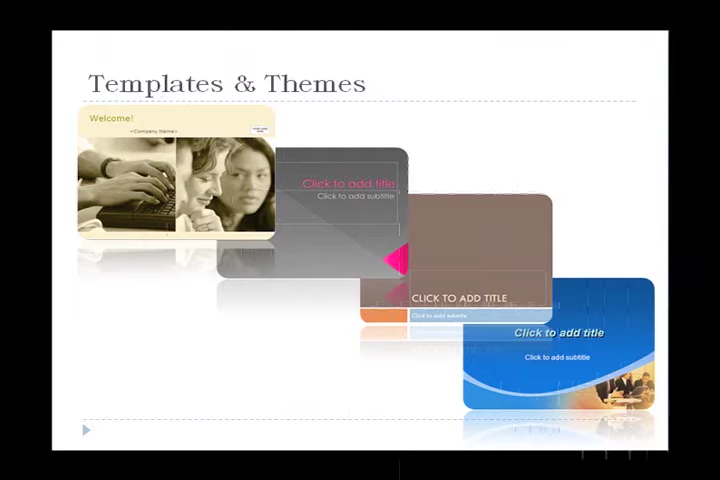 Templates & Themes
Welcome!
<Company Name>
Click to add title
Click to add subtitle
CLICK TO ADD TITLE
Click to add subtitle
Click to add title
Click to add subtitle